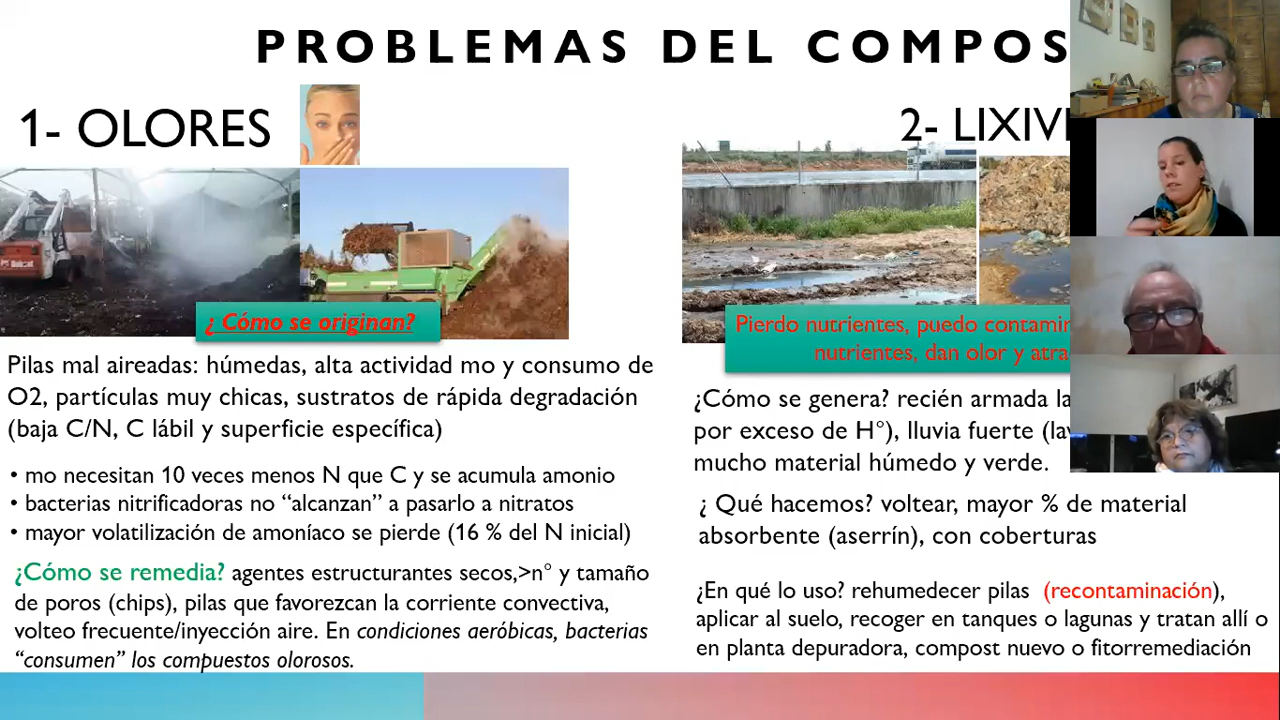 PROBLEMAS DEL COMPOS
1- OLORES
¿ Cómo se originan?
Pilas mal aireadas: húmedas, alta actividad mo y consumo de
O2, partículas muy chicas, sustratos de rápida degradación
(baja C/N, C lábil y superficie específica)
• mo necesitan 10 veces menos N que C y se acumula amonio
• bacterias nitrificadoras no “alcanzan” a pasarlo a nitratos
• mayor volatilización de amoníaco se pierde (16 % del N inicial)
¿Cómo se remedia? agentes estructurantes secos,>n° y tamaño
de poros (chips), pilas que favorezcan la corriente convectiva,
volteo frecuente/inyección aire. En condiciones aeróbicas, bacterias
“consumen” los compuestos olorosos.
2- LIXIVI
Pierdo nutrientes, puedo contamin
nutrientes, dan olor y atra
¿Cómo se genera? recién armada la
por exceso de H°), lluvia fuerte (lav
mucho material húmedo y verde.
¿ Qué hacemos? voltear, mayor % de material
absorbente (aserrín), con coberturas
¿En qué lo uso? rehumedecer pilas (recontaminación),
aplicar al suelo, recoger en tanques o lagunas y tratan allí o
en planta depuradora, compost nuevo o fitorremediación